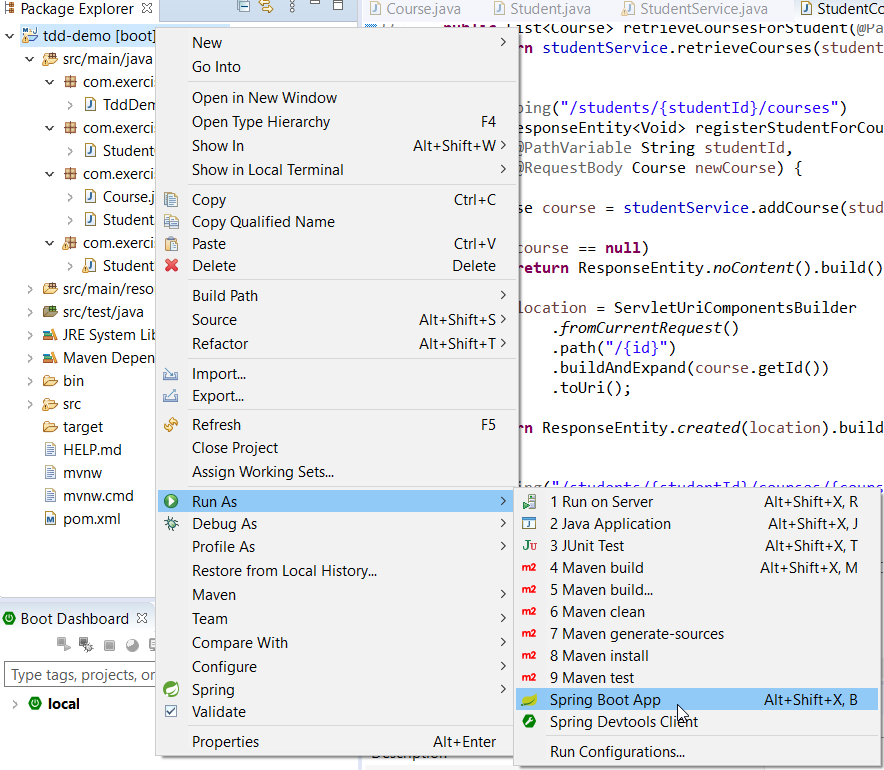 Package Explorer
Course.java
Student.java
StudentService.java
StudentCo
tdd-demo [boot]
src/main/java
com.exerci
TddDem
com.exerci
Student
com.exerci
Course.j
Student
com.exerci
Student
src/main/reso
src/test/java
JRE System Lib
Maven Depen
bin
src
target
HELP.md
mvnw
mvnw.cmd
pom.xml
Boot Dashboard
Type tags, projects, or
local
New
Go Into
Open in New Window
Open Type Hierarchy F4
Show In Alt+Shift+W
Show in Local Terminal
Copy Ctrl+C
Copy Qualified Name
Paste Ctrl+V
Delete Delete
Build Path
Source Alt+Shift+S
Refactor Alt+Shift+T
Import...
Export...
Refresh F5
Close Project
Assign Working Sets...
Run As
Debug As
Profile As
Restore from Local History...
Maven
Team
Compare With
Configure
Spring
Validate
Properties Alt+Enter
List<Course> retrieveCoursesForStudent(@Pa
rn studentService.retrieveCourses(student
ping("/students/{studentId}/courses")
esponseEntity<Void> registerStudentForCou
@PathVariable String studentId,
@RequestBody Course newCourse) {
se course = studentService.addCourse(stud
course == null)
return ResponseEntity.noContent().build()
location = ServletUriComponentsBuilder
.fromCurrentRequest()
.path("/{id}")
.buildAndExpand(course.getId())
.toUri();
rn ResponseEntity.created(location).build
ing("/students/{studentId}/courses/{cours
1 Run on Server Alt+Shift+X, R
2 Java Application Alt+Shift+X, J
3 JUnit Test Alt+Shift+X, T
4 Maven build Alt+Shift+X, M
5 Maven build...
6 Maven clean
7 Maven generate-sources
8 Maven install
9 Maven test
Spring Boot App Alt+Shift+X, B
Spring Devtools Client
Run Configurations...
Description